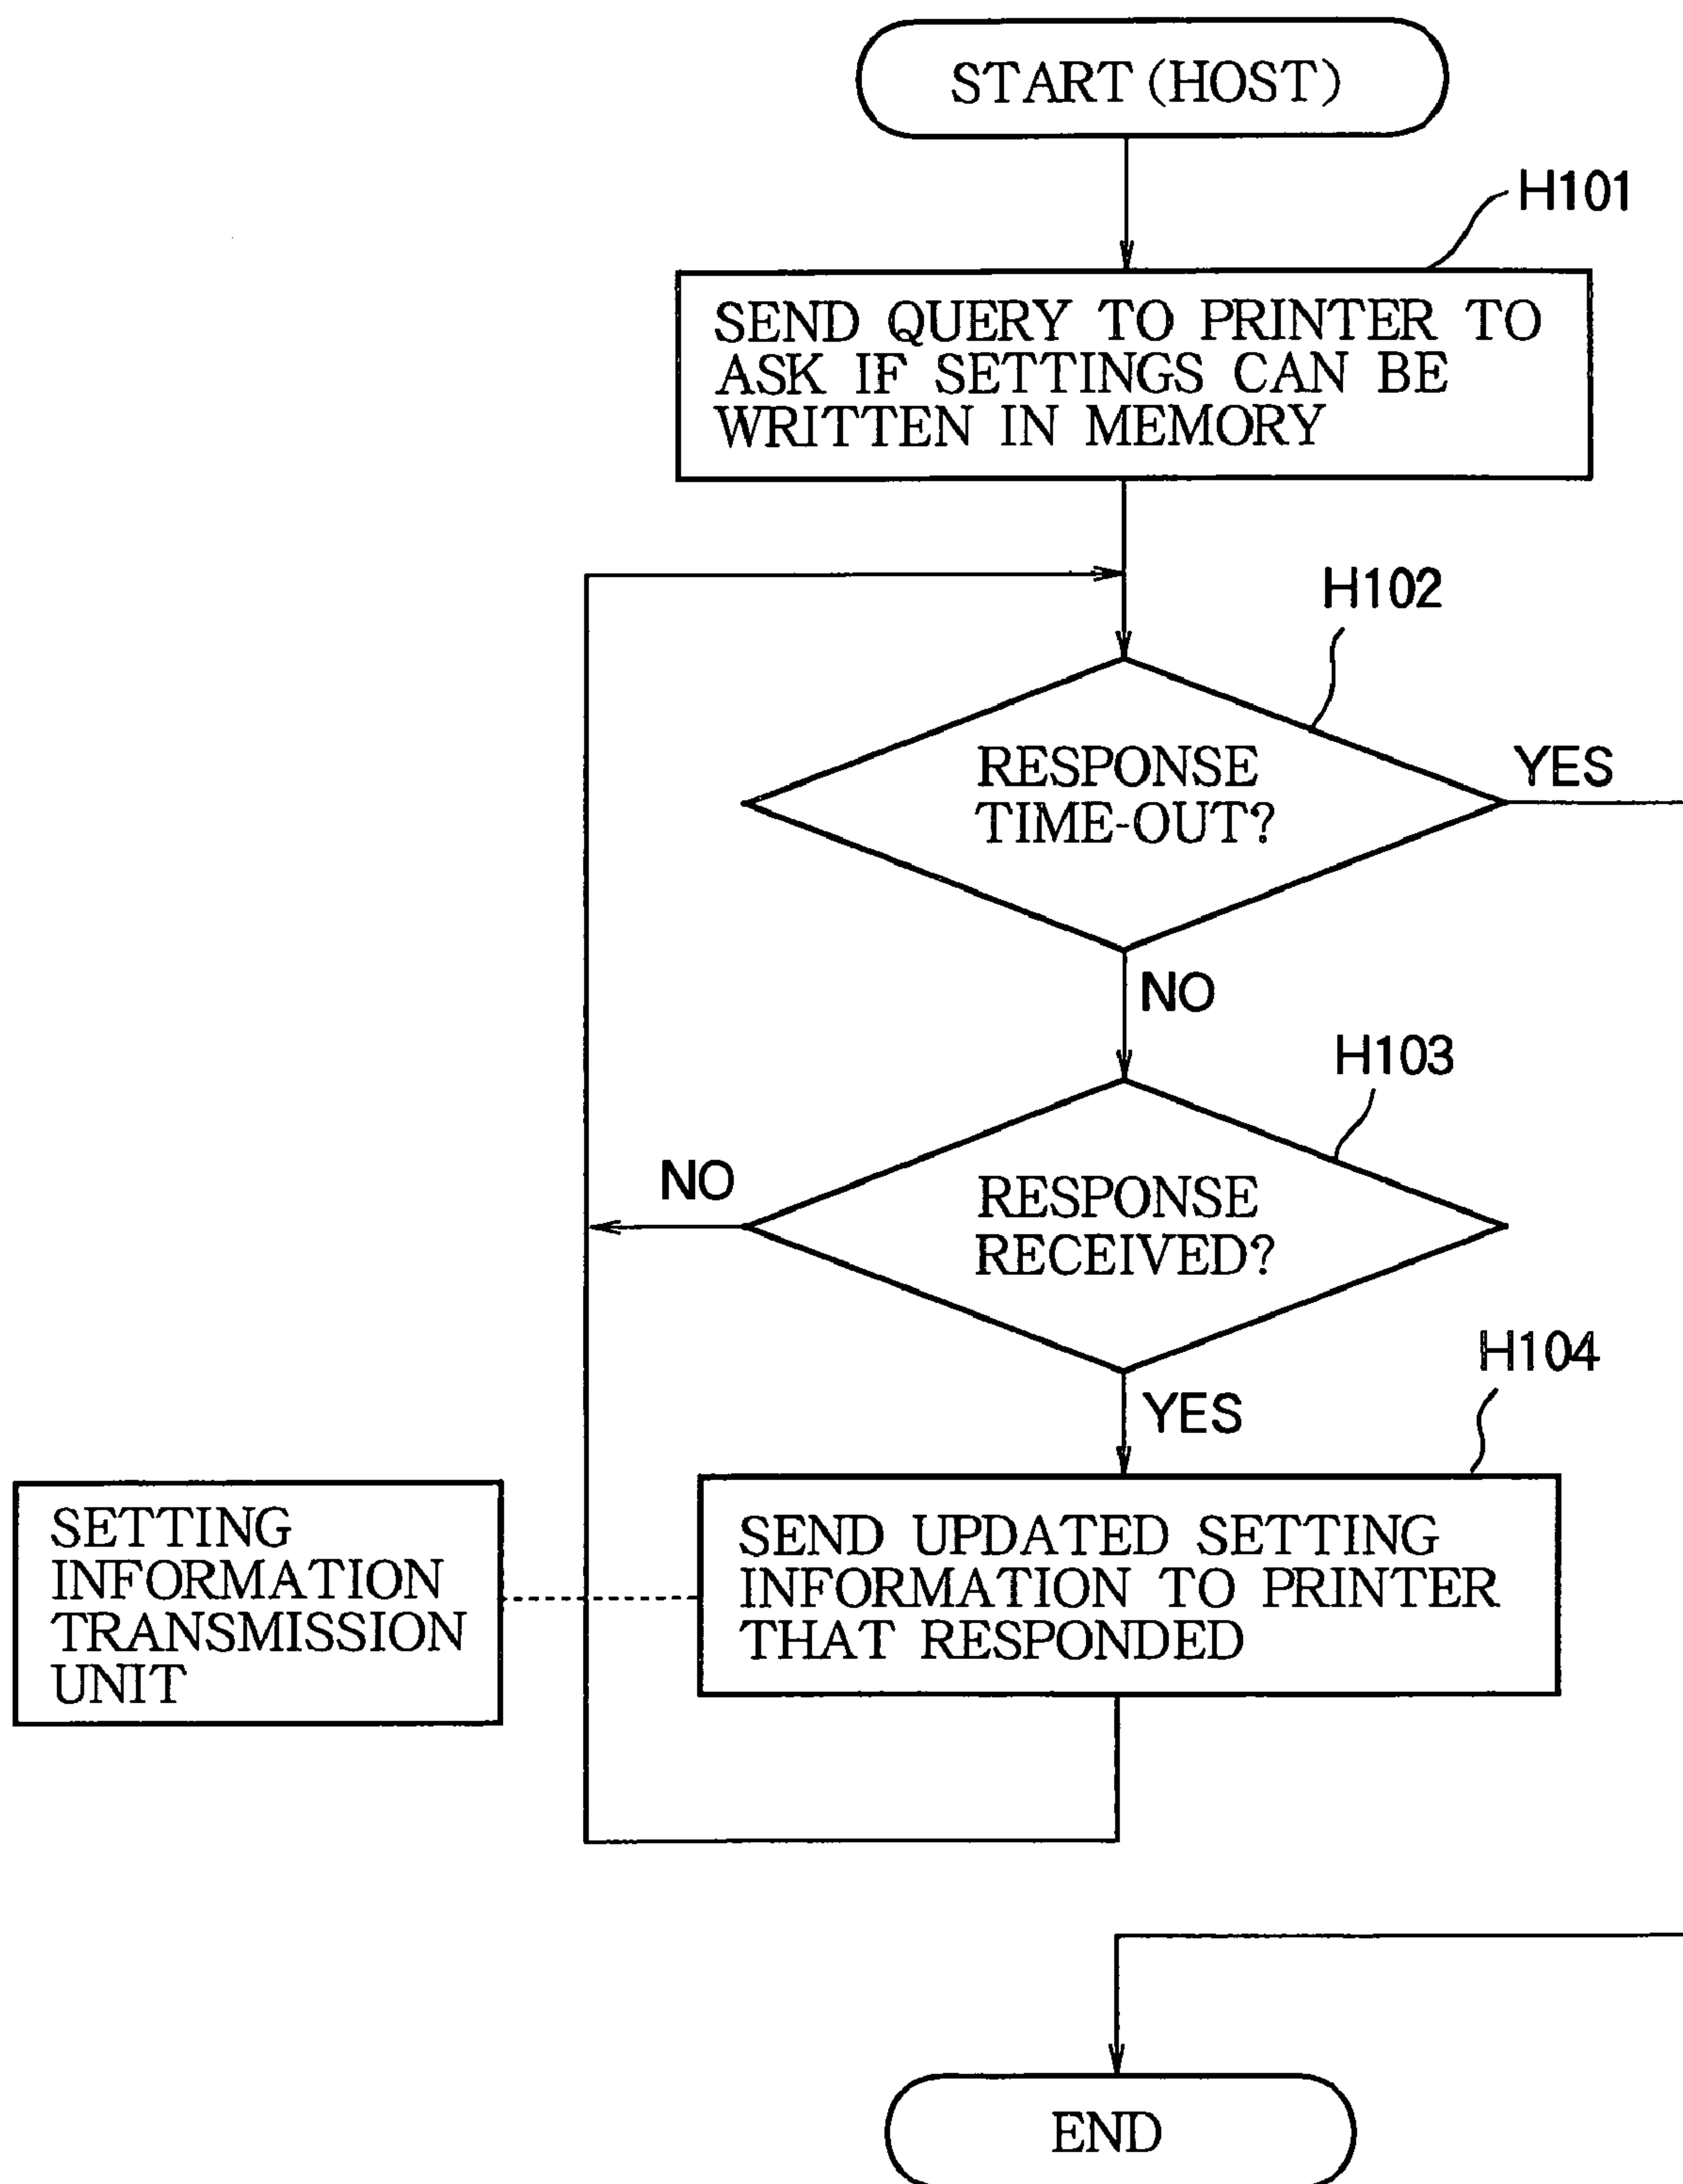 START (HOST)
H101
SEND QUERY TO PRINTER TO
ASK IF SETTINGS CAN BE
WRITTEN IN MEMORY
H102
RESPONSE
TIME-OUT?
YES
NO
H103
NO
RESPONSE
RECEIVED?
H104
YES
SETTING
INFORMATION
TRANSMISSION
UNIT
SEND UPDATED SETTING
INFORMATION TO PRINTER
THAT RESPONDED
END